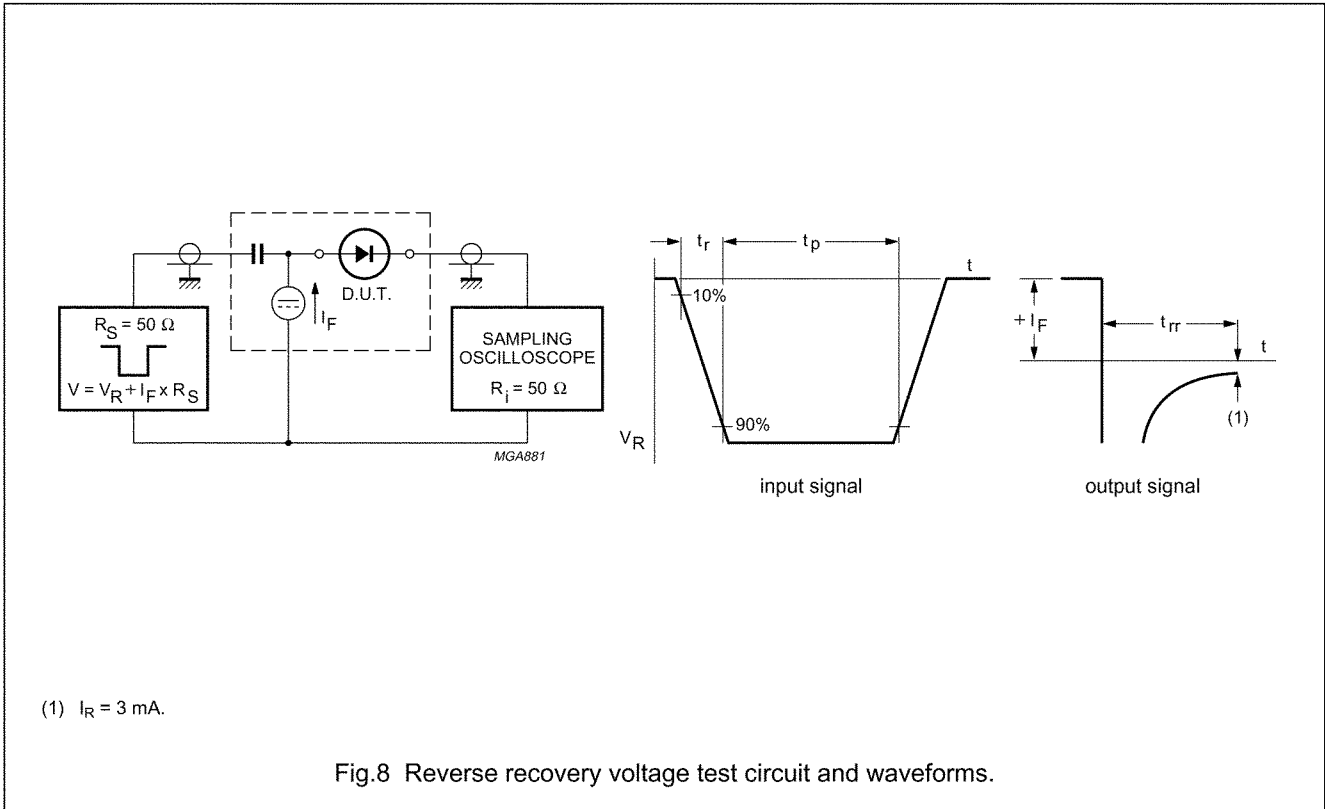 R_S = 50 Ω
V = V_R + I_F x R_S
D.U.T.
I_F
SAMPLING
OSCILLOSCOPE
R_i = 50 Ω
MGA881
t_r
t_p
t
10%
90%
V_R
input signal
+ I_F
t_rr
t
(1)
output signal
(1) I_R = 3 mA.
Fig.8 Reverse recovery voltage test circuit and waveforms.